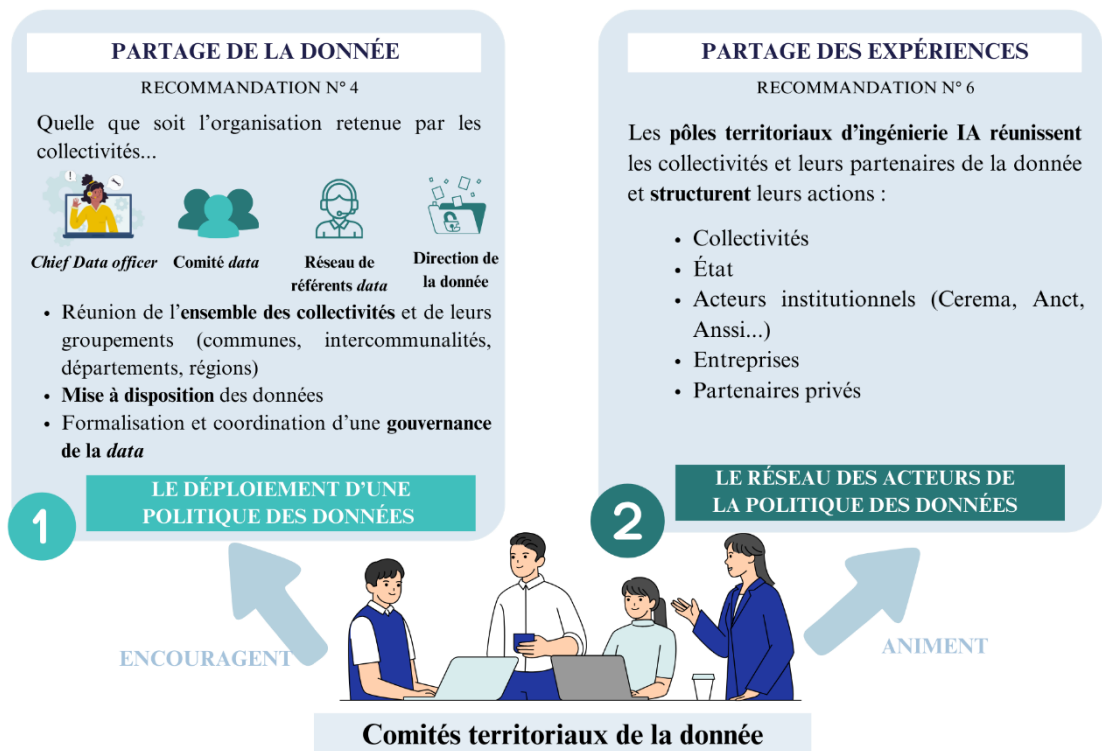 PARTAGE DE LA DONNÉE
RECOMMANDATION N° 4
Quelle que soit l'organisation retenue par les
collectivités...
Chief Data officer
Comité data
Réseau de
référents data
Direction de
la donnée
• Réunion de l'ensemble des collectivités et de leurs
groupements (communes, intercommunalités,
départements, régions)
• Mise à disposition des données
• Formalisation et coordination d'une gouvernance
de la data
1
LE DÉPLOIEMENT D'UNE
POLITIQUE DES DONNÉES
PARTAGE DES EXPÉRIENCES
RECOMMANDATION N° 6
Les pôles territoriaux d'ingénierie IA réunissent
les collectivités et leurs partenaires de la donnée
et structurent leurs actions :
• Collectivités
• État
• Acteurs institutionnels (Cerema, Anct,
Anssi...)
• Entreprises
• Partenaires privés
2
LE RÉSEAU DES ACTEURS DE
LA POLITIQUE DES DONNÉES
ENCOURAGENT
ANIMENT
Comités territoriaux de la donnée